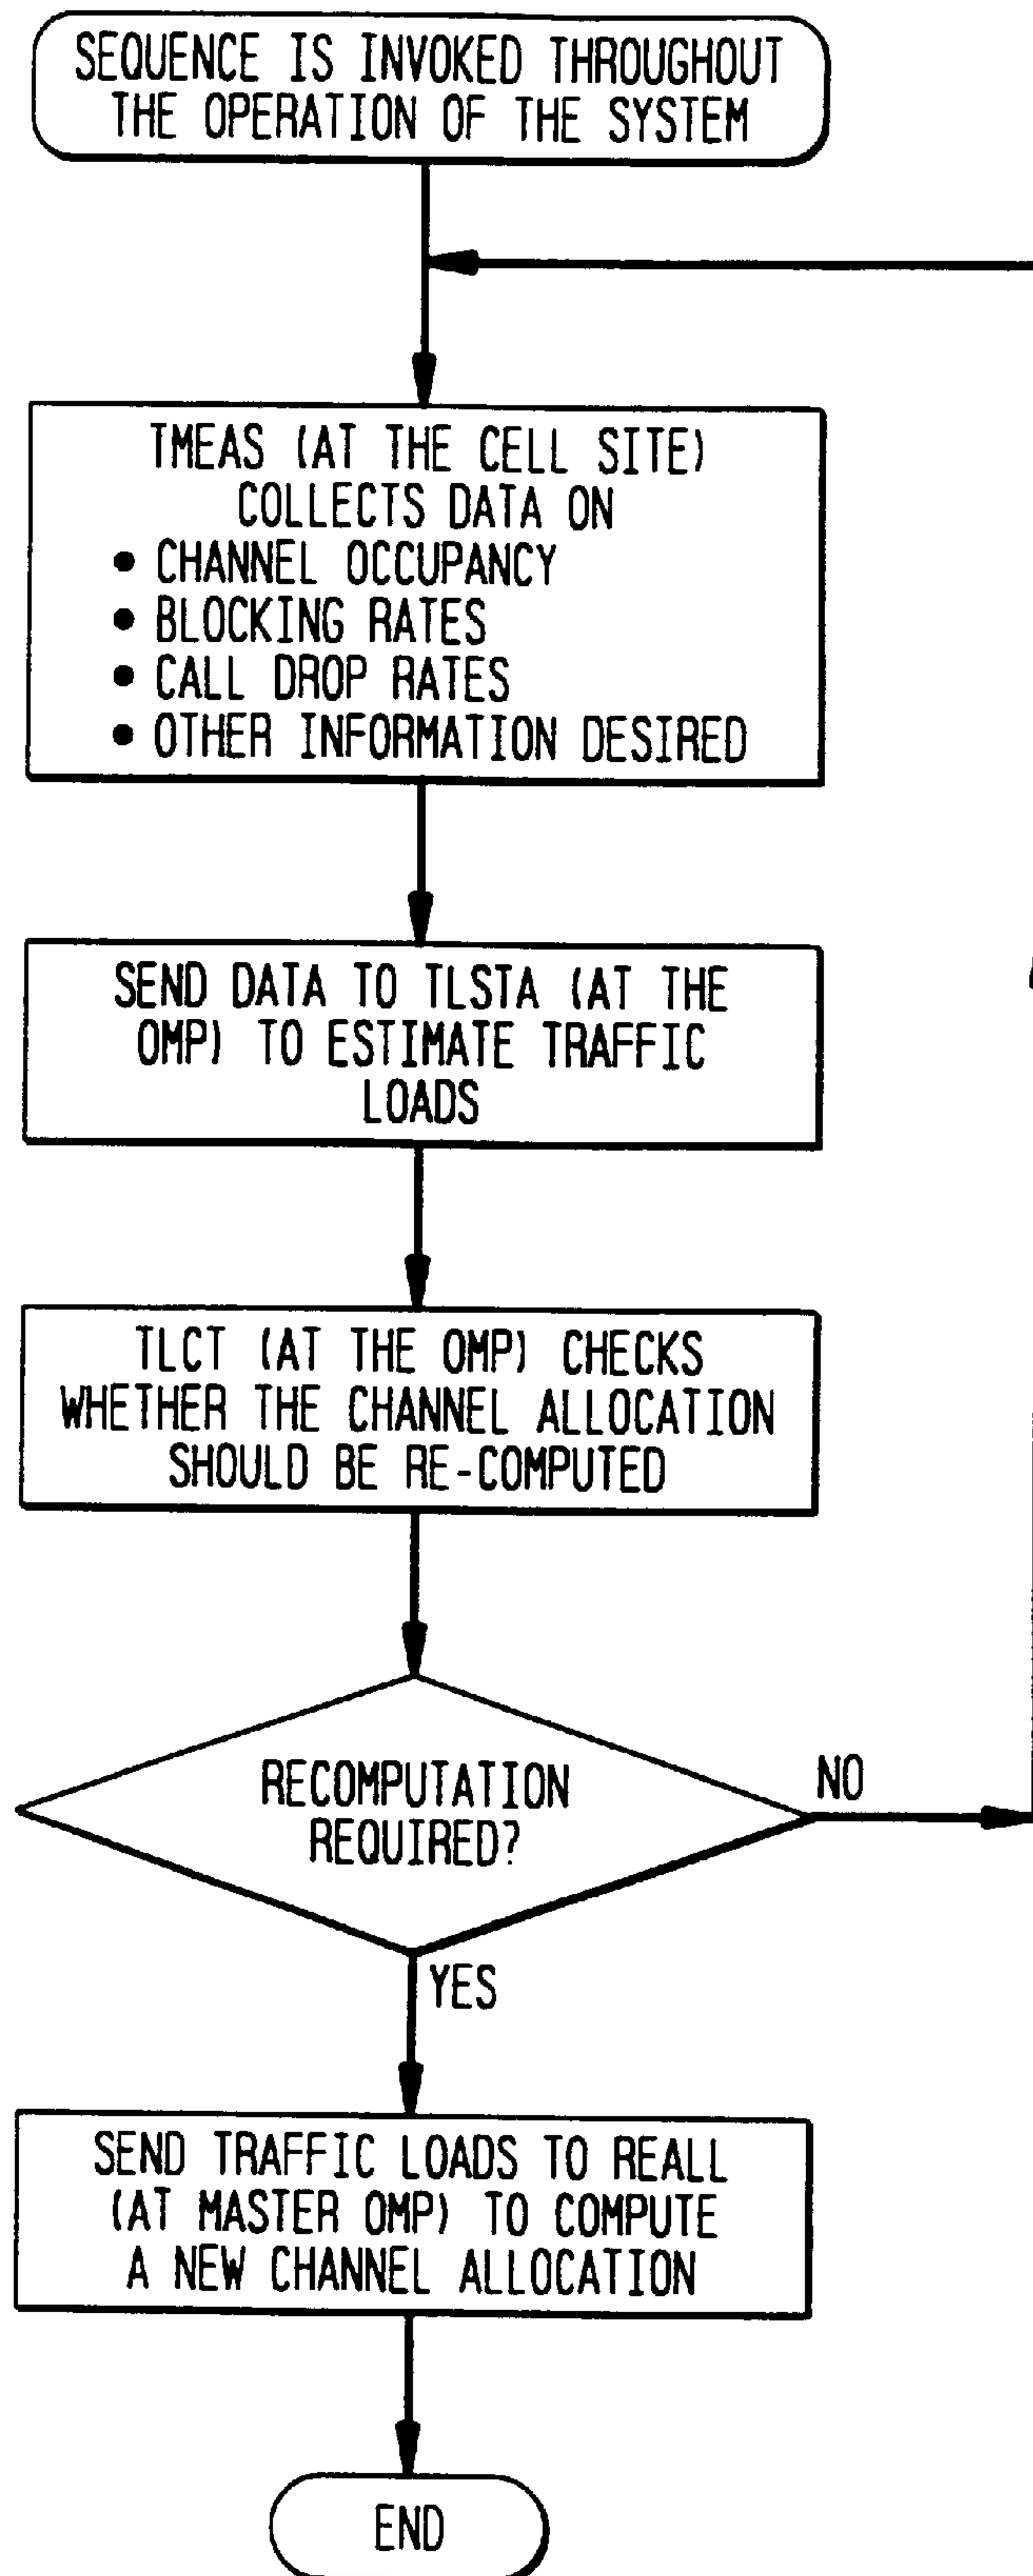 SEQUENCE IS INVOKED THROUGHOUT
THE OPERATION OF THE SYSTEM
TMEAS (AT THE CELL SITE)
COLLECTS DATA ON
• CHANNEL OCCUPANCY
• BLOCKING RATES
• CALL DROP RATES
• OTHER INFORMATION DESIRED
SEND DATA TO TLSTA (AT THE
OMP) TO ESTIMATE TRAFFIC
LOADS
TLCT (AT THE OMP) CHECKS
WHETHER THE CHANNEL ALLOCATION
SHOULD BE RE-COMPUTED
RECOMPUTATION
REQUIRED?
NO
YES
SEND TRAFFIC LOADS TO REALL
(AT MASTER OMP) TO COMPUTE
A NEW CHANNEL ALLOCATION
END